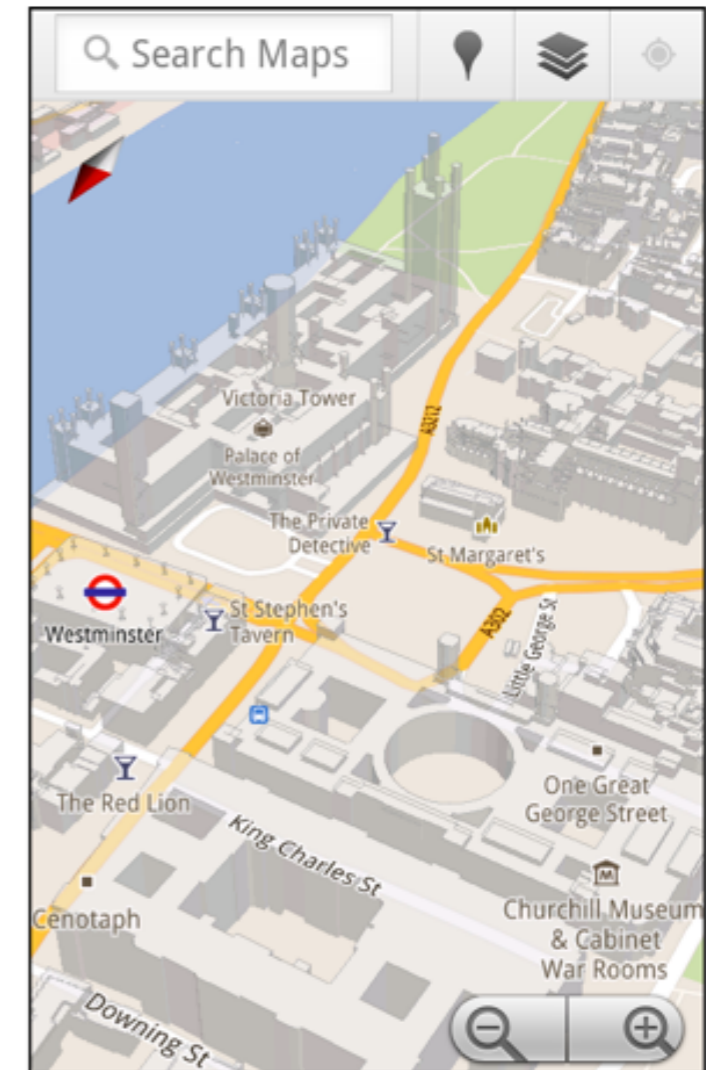 Search Maps
Victoria Tower
Palace of
Westminster
A3212
The Private
Detective
St Margaret's
Westminster
St Stephen's
Tavern
A302
Little George St
The Red Lion
One Great
George Street
King Charles St
Churchill Museum
& Cabinet
War Rooms
Cenotaph
Downing St